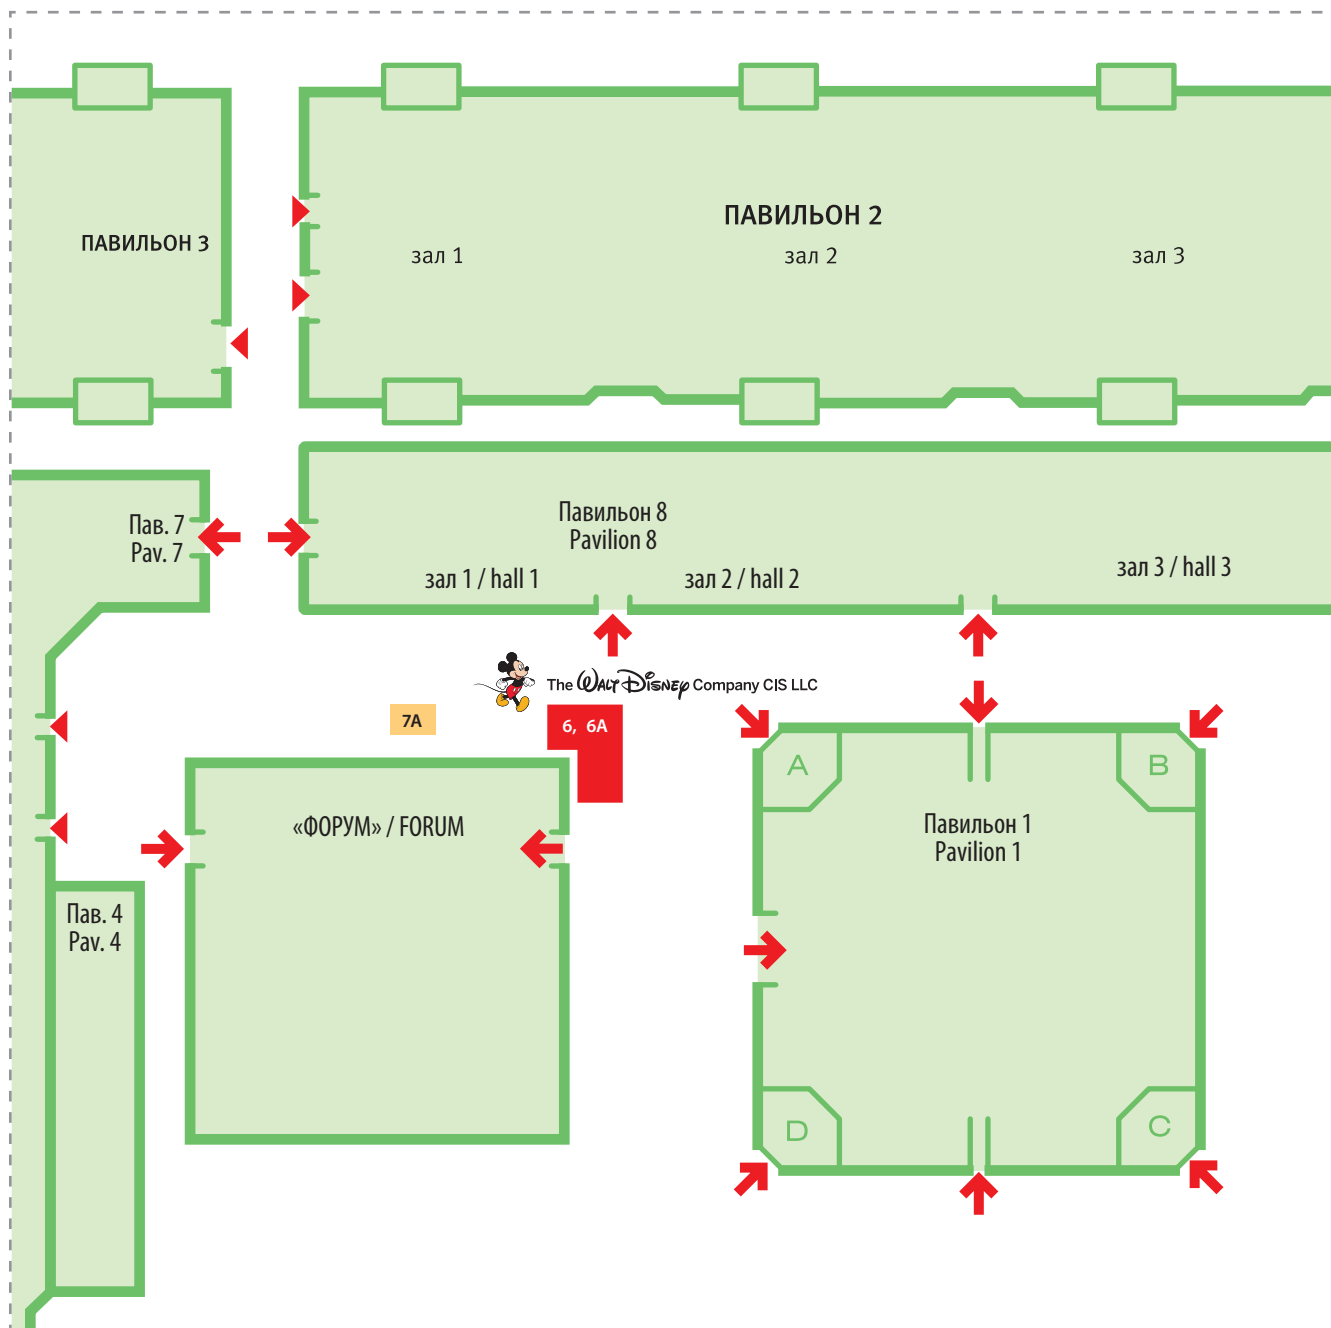 ПАВИЛЬОН 2
ПАВИЛЬОН 3
зал 1
зал 2
зал 3
Пав. 7
Pav. 7
Павильон 8
Pavilion 8
зал 1 / hall 1
зал 2 / hall 2
зал 3 / hall 3
The Walt Disney Company CIS LLC
7A
6, 6A
A
B
«ФОРУМ» / FORUM
Павильон 1
Pavilion 1
Пав. 4
Pav. 4
D
C